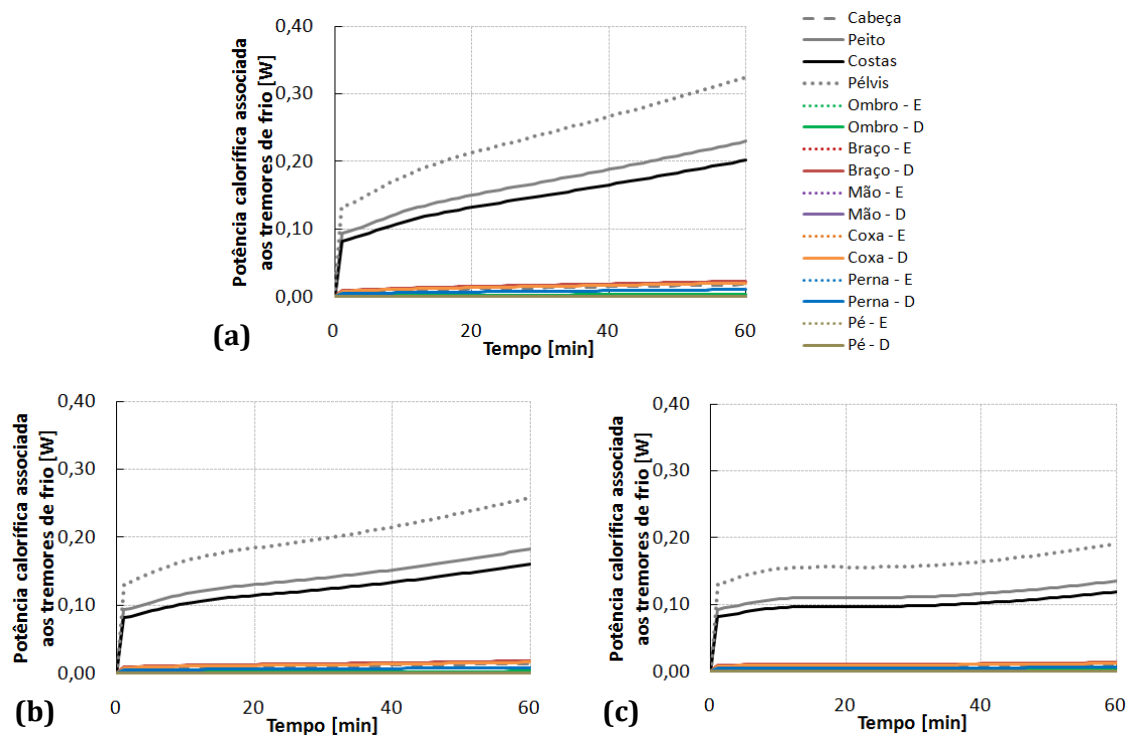 0,40
0,30
0,20
0,10
0,00
0
20
40
60
Potência calorífica associada
aos tremores de frio [W]
Tempo [min]
(a)
Cabeça
Peito
Costas
Pélvis
Ombro - E
Ombro - D
Braço - E
Braço - D
Mão - E
Mão - D
Coxa - E
Coxa - D
Perna - E
Perna - D
Pé - E
Pé - D
0,40
0,30
0,20
0,10
0,00
0
20
40
60
Potência calorífica associada
aos tremores de frio [W]
Tempo [min]
(b)
0,40
0,30
0,20
0,10
0,00
0
20
40
60
Potência calorífica associada
aos tremores de frio [W]
Tempo [min]
(c)